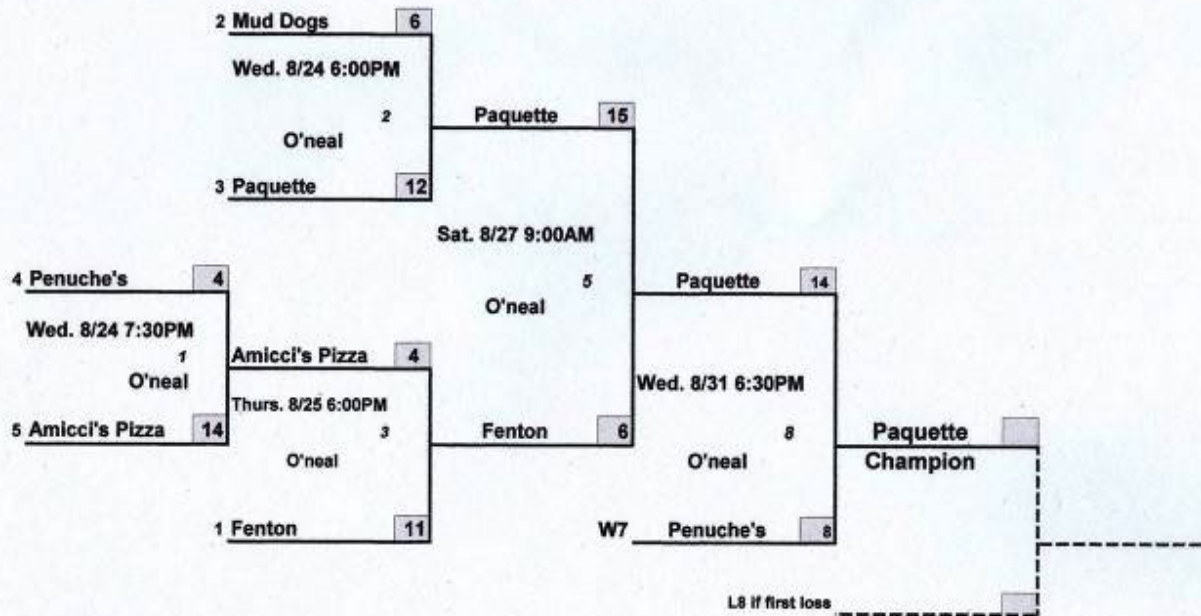 2 Mud Dogs 6
Wed. 8/24 6:00PM
2
O'neal
3 Paquette 12
Paquette 15
Sat. 8/27 9:00AM
5
O'neal
4 Penuche's 4
Wed. 8/24 7:30PM
1
O'neal
5 Amicci's Pizza 14
Amicci's Pizza 4
Thurs. 8/25 6:00PM
3
O'neal
1 Fenton 11
Fenton 6
Paquette 14
Wed. 8/31 6:30PM
8
O'neal
W7 Penuche's 8
Paquette
Champion
L8 if first loss